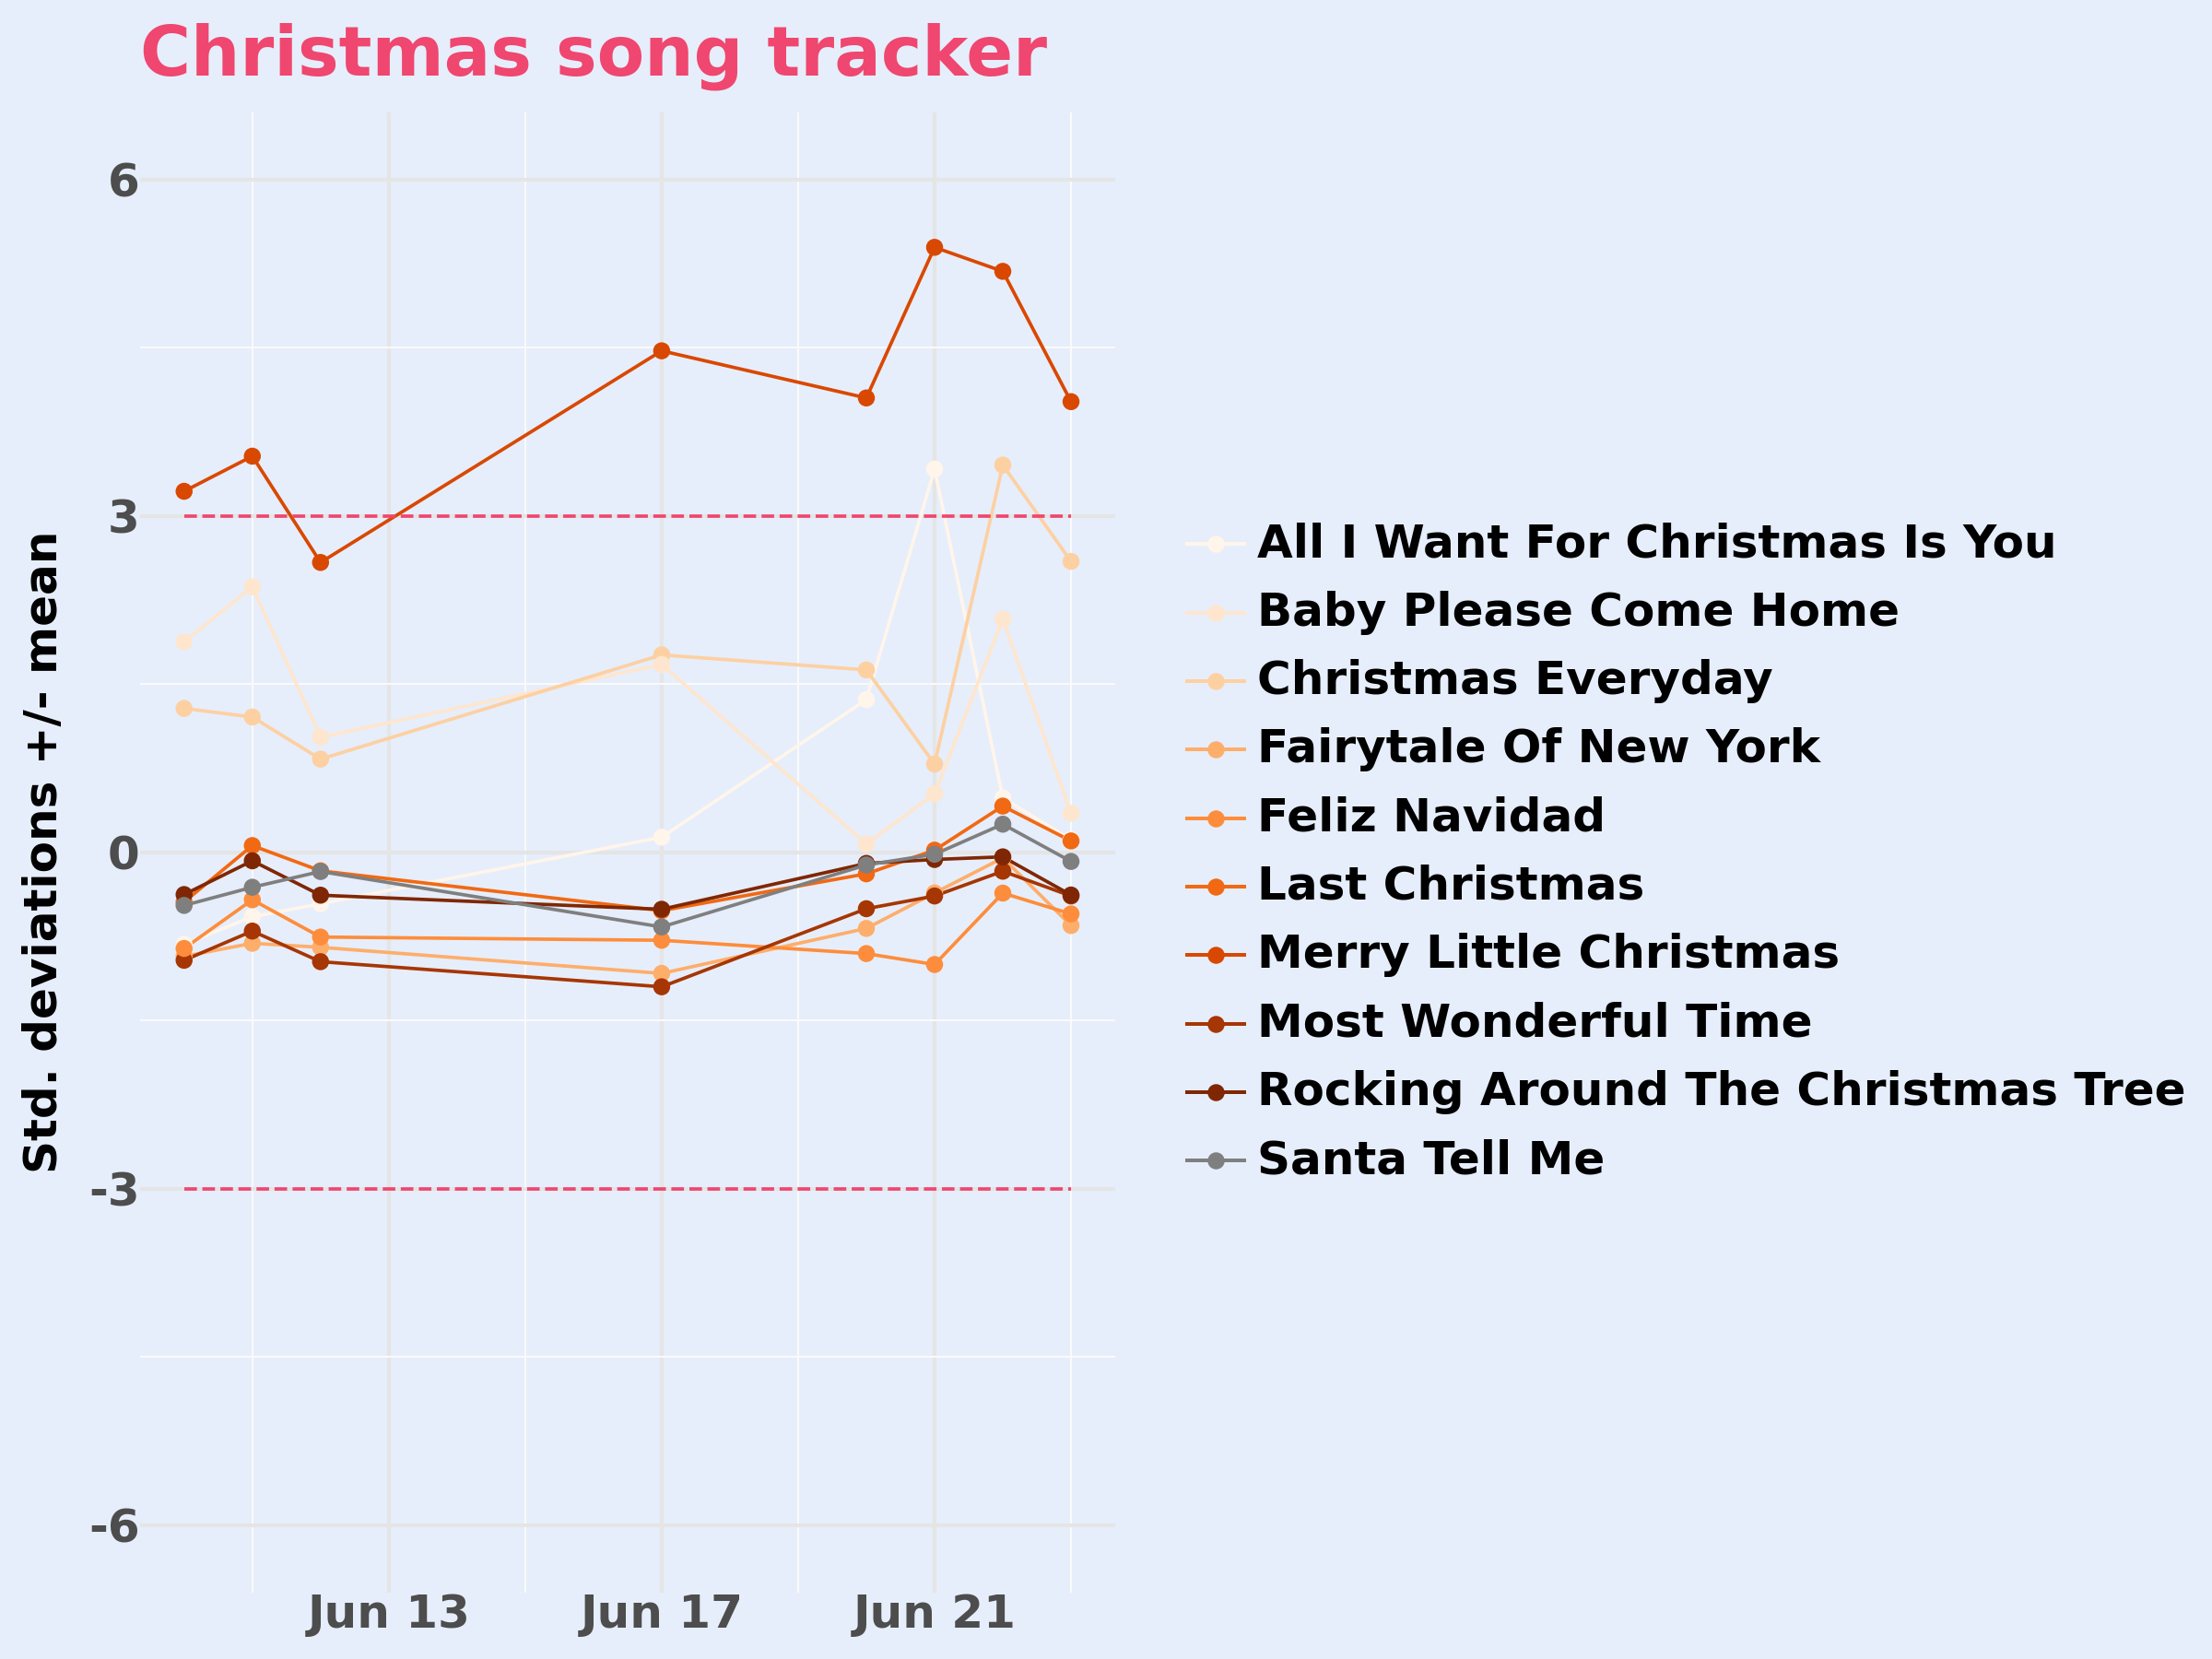 Christmas song tracker
Std. deviations +/- mean
6
3
0
-3
-6
Jun 13
Jun 17
Jun 21
All I Want For Christmas Is You
Baby Please Come Home
Christmas Everyday
Fairytale Of New York
Feliz Navidad
Last Christmas
Merry Little Christmas
Most Wonderful Time
Rocking Around The Christmas Tree
Santa Tell Me